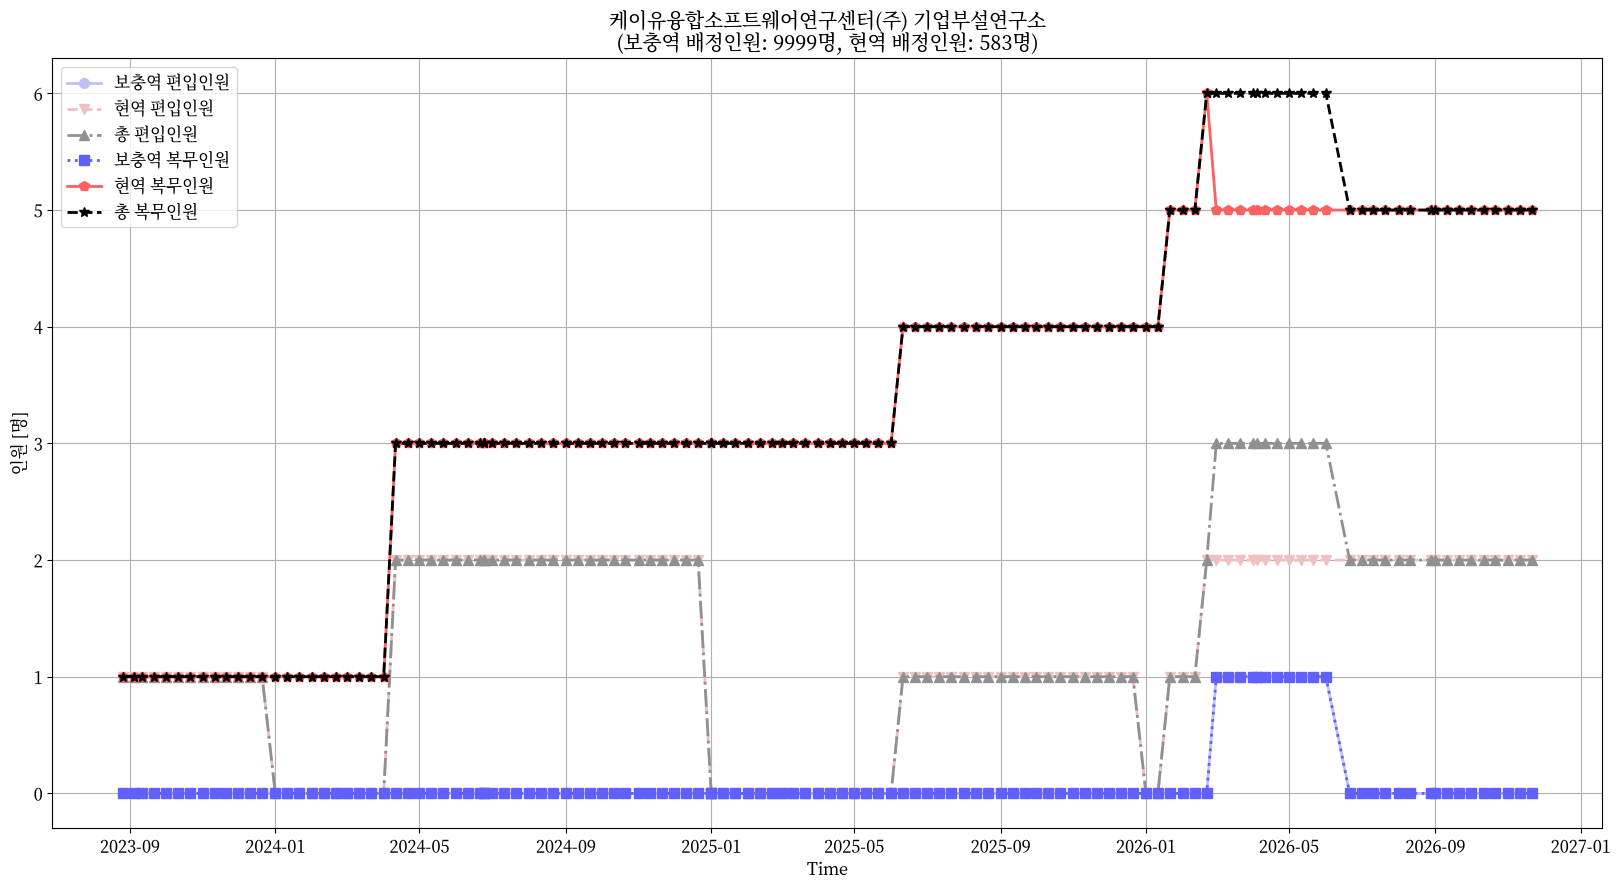 케이유융합소프트웨어연구센터(주) 기업부설연구소
(보충역 배정인원: 9999명, 현역 배정인원: 583명)
보충역 편입인원
현역 편입인원
총 편입인원
보충역 복무인원
현역 복무인원
총 복무인원
인원 [명]
6
5
4
3
2
1
0
2023-09
2024-01
2024-05
2024-09
2025-01
2025-05
2025-09
2026-01
2026-05
2026-09
2027-01
Time